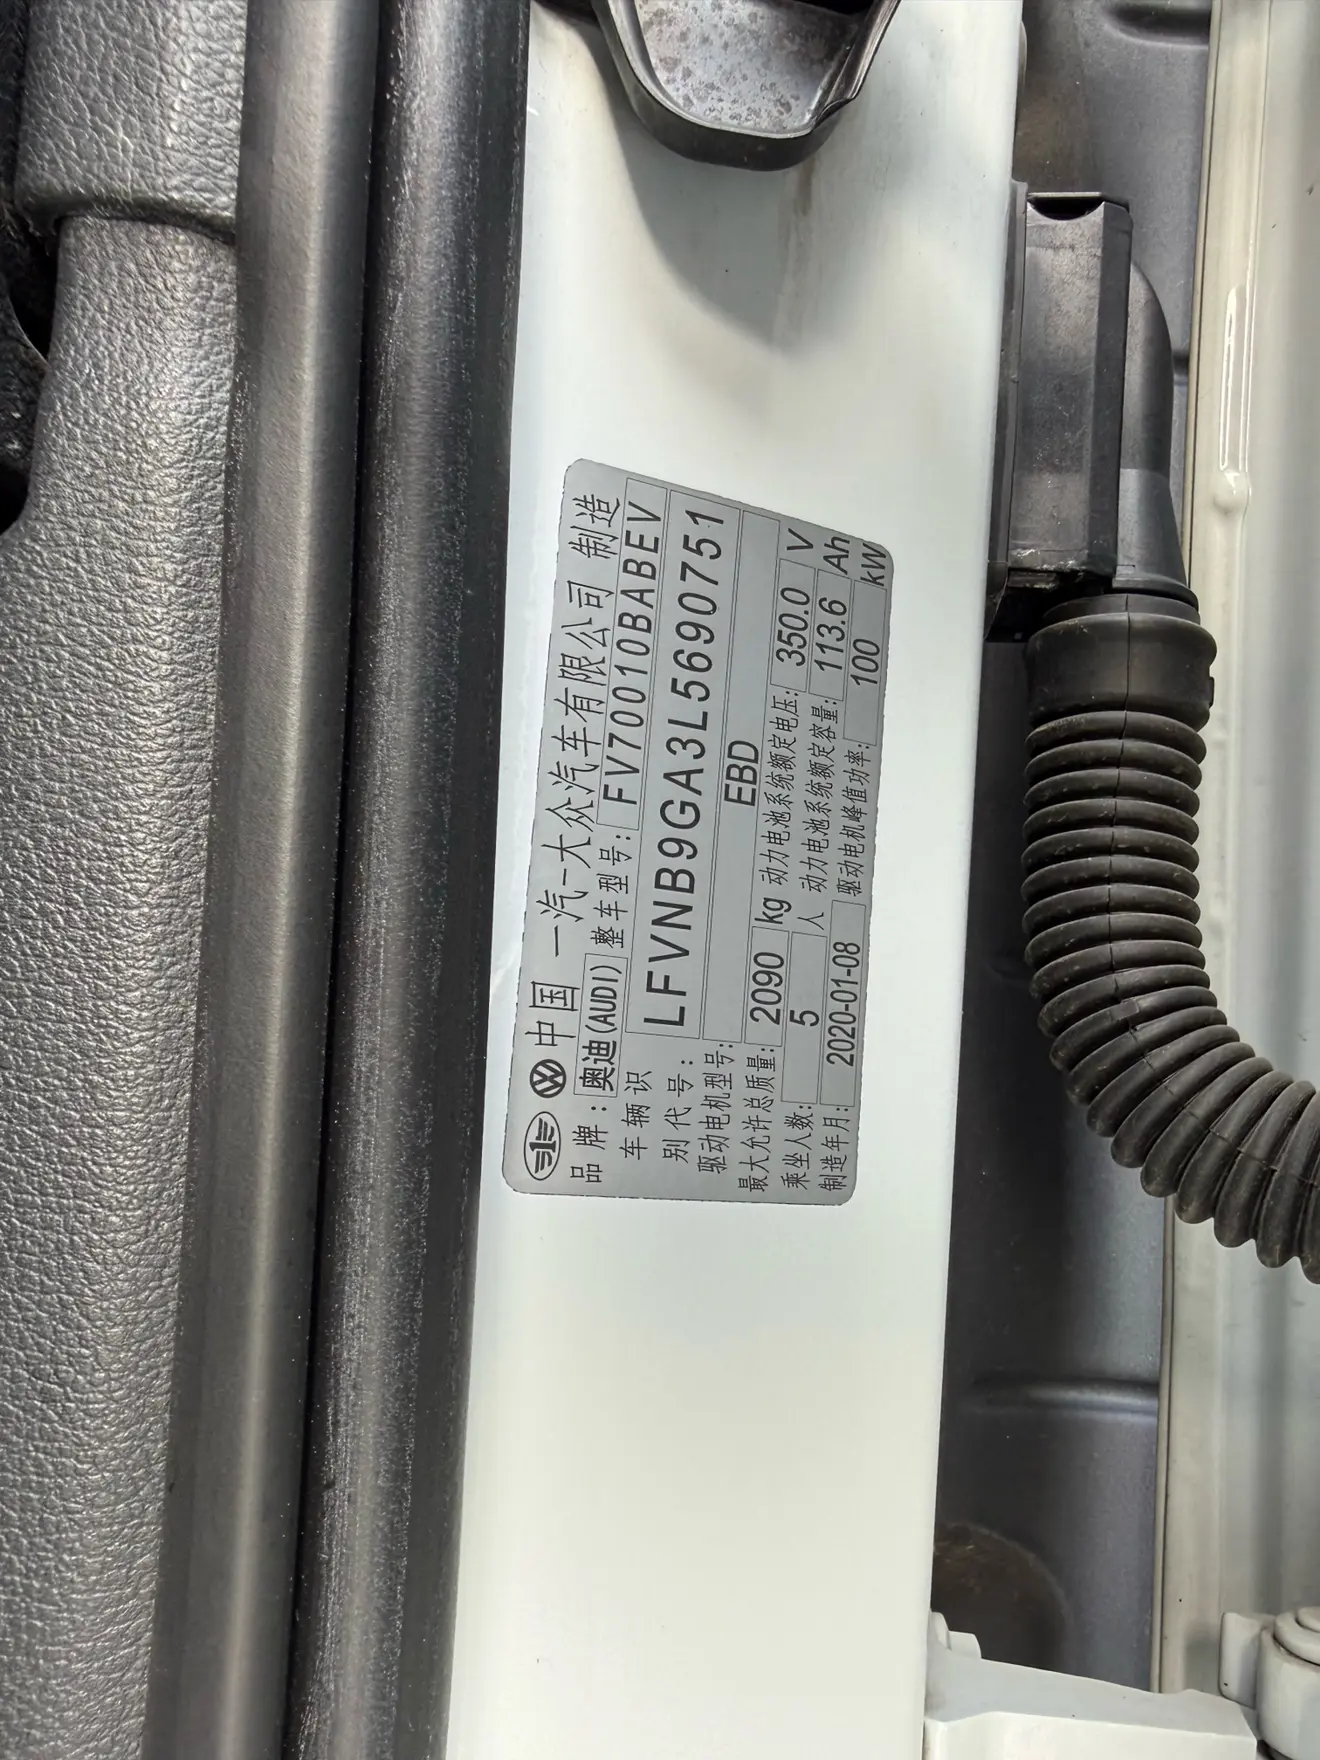 中国 一汽-大众汽车有限公司 制造
品牌: 奥迪(AUDI) 整车型号: FV70010BABEV
车辆识别代号: LFVNB9GA3L5690751
驱动电机型号: EBD
最大允许总质量: 2090 kg 动力电池系统额定电压: 350.0 V
乘坐人数: 5 人 动力电池系统额定容量: 113.6 Ah
制造年月: 2020-01-08 驱动电机峰值功率: 100 kW